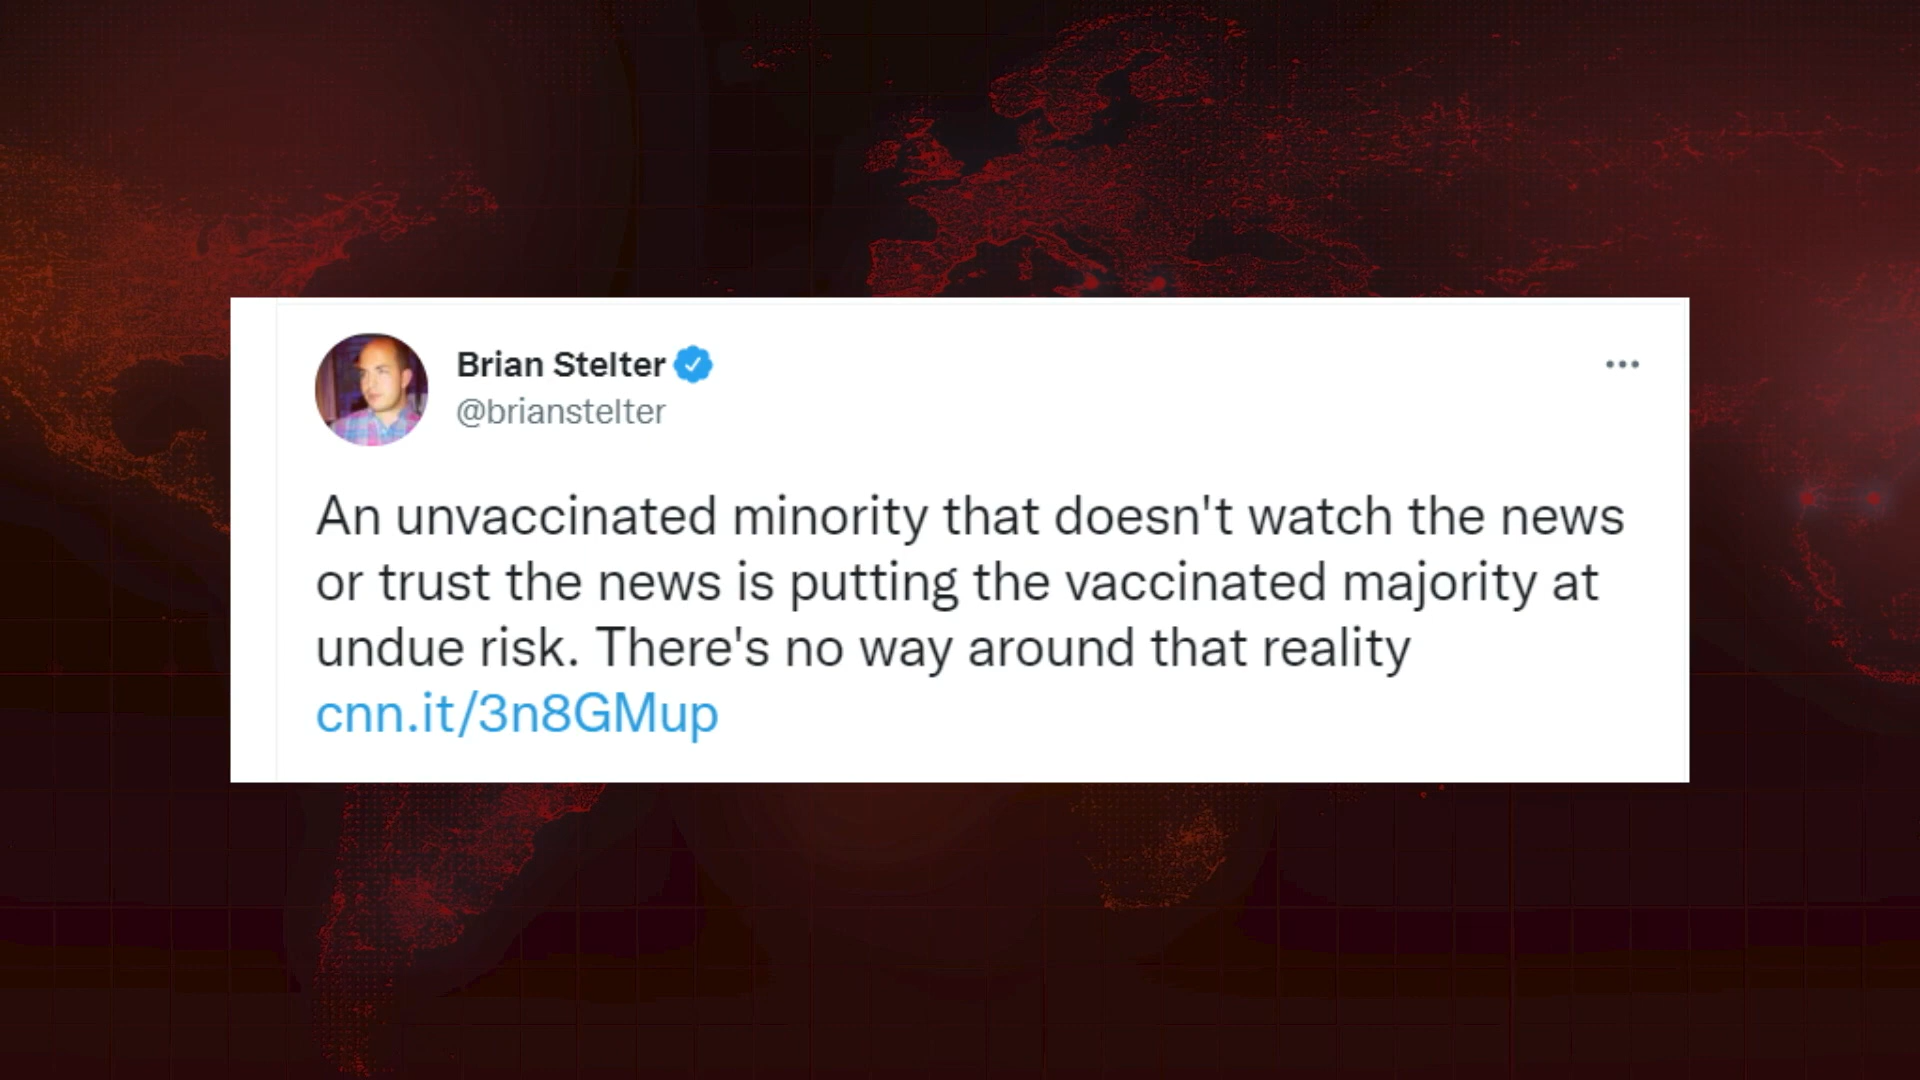 Brian Stelter
@brianstelter
An unvaccinated minority that doesn't watch the news
or trust the news is putting the vaccinated majority at
undue risk. There's no way around that reality
cnn.it/3n8GMup